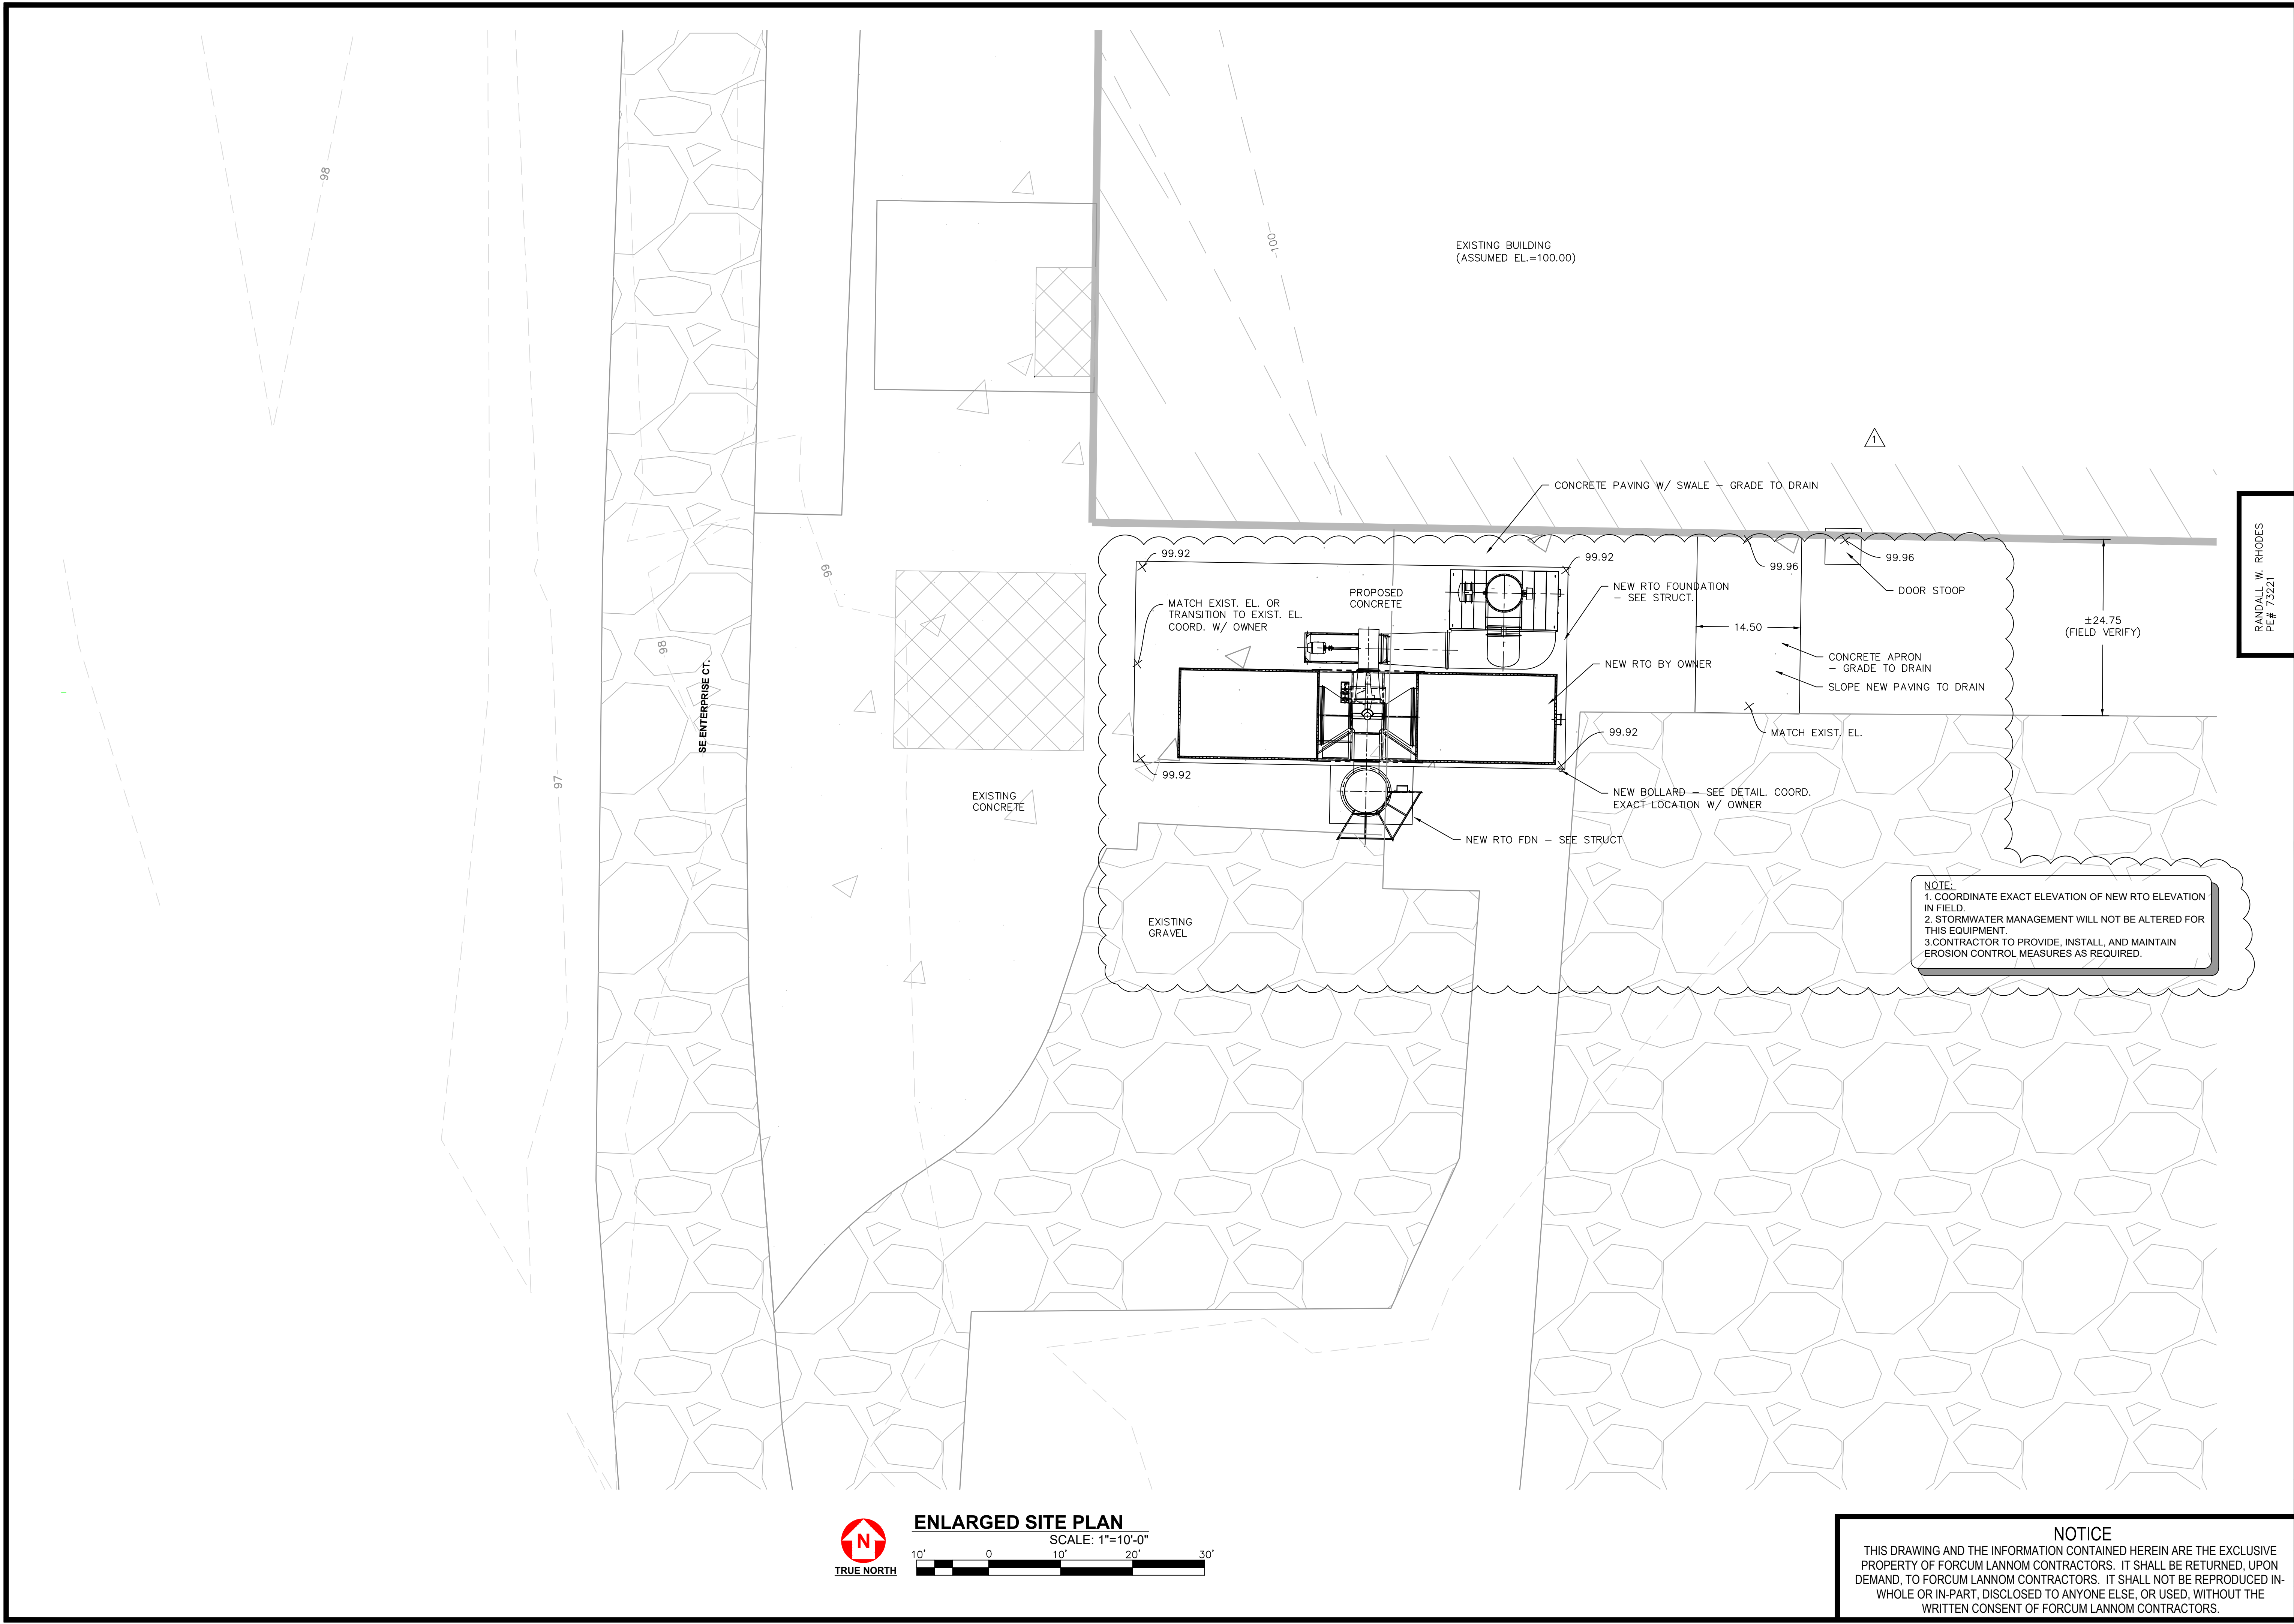 98
100
EXISTING BUILDING
(ASSUMED EL.=100.00)
1
CONCRETE PAVING W/ SWALE – GRADE TO DRAIN
99.92
99.92
99.96
99.96
DOOR STOOP
NEW RTO FOUNDATION
– SEE STRUCT.
PROPOSED
CONCRETE
MATCH EXIST. EL. OR
TRANSITION TO EXIST. EL.
COORD. W/ OWNER
14.50
±24.75
(FIELD VERIFY)
RANDALL W. RHODES
PE# 73221
99
98
SE ENTERPRISE CT.
NEW RTO BY OWNER
CONCRETE APRON
– GRADE TO DRAIN
SLOPE NEW PAVING TO DRAIN
99.92
MATCH EXIST. EL.
99.92
97
EXISTING
CONCRETE
NEW BOLLARD – SEE DETAIL. COORD.
EXACT LOCATION W/ OWNER
NEW RTO FDN – SEE STRUCT
EXISTING
GRAVEL
NOTE:
1. COORDINATE EXACT ELEVATION OF NEW RTO ELEVATION
IN FIELD.
2. STORMWATER MANAGEMENT WILL NOT BE ALTERED FOR
THIS EQUIPMENT.
3.CONTRACTOR TO PROVIDE, INSTALL, AND MAINTAIN
EROSION CONTROL MEASURES AS REQUIRED.
N
TRUE NORTH
ENLARGED SITE PLAN
SCALE: 1"=10'-0"
10' 0 10' 20' 30'
NOTICE
THIS DRAWING AND THE INFORMATION CONTAINED HEREIN ARE THE EXCLUSIVE
PROPERTY OF FORCUM LANNOM CONTRACTORS. IT SHALL BE RETURNED, UPON
DEMAND, TO FORCUM LANNOM CONTRACTORS. IT SHALL NOT BE REPRODUCED IN-
WHOLE OR IN-PART, DISCLOSED TO ANYONE ELSE, OR USED, WITHOUT THE
WRITTEN CONSENT OF FORCUM LANNOM CONTRACTORS.